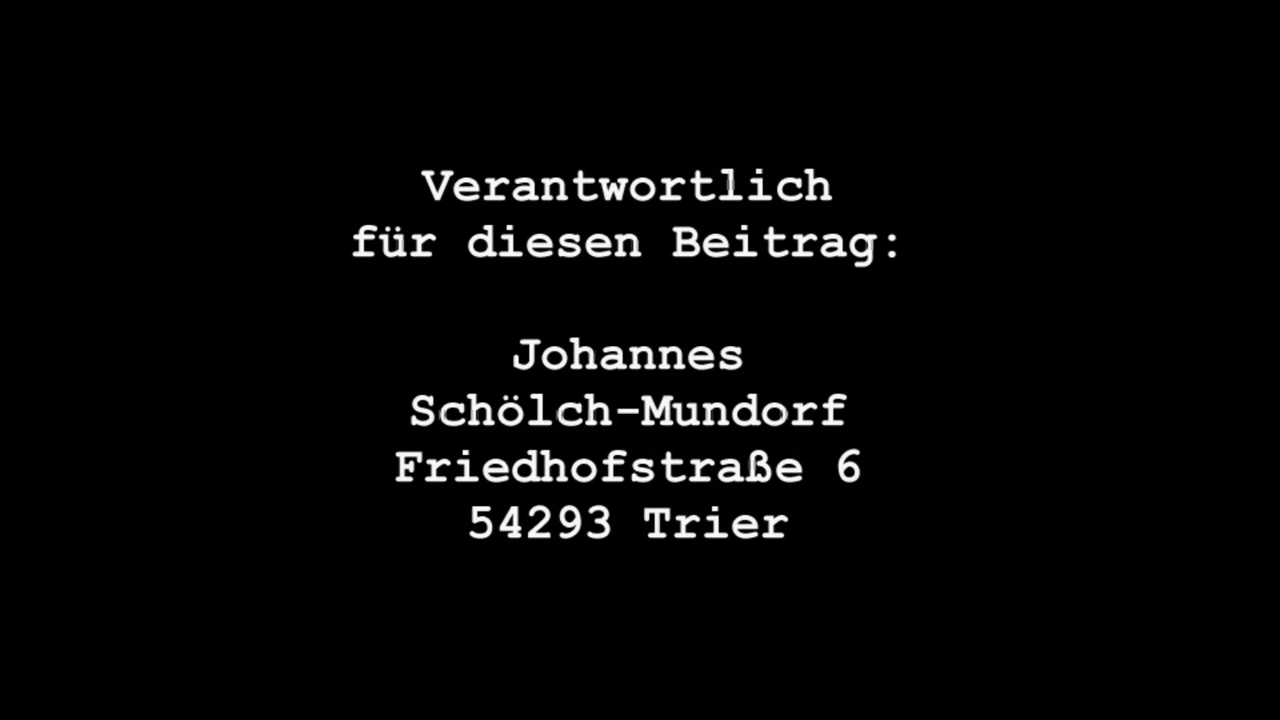 Verantwortlich
für diesen Beitrag:
Johannes
Schölch-Mundorf
Friedhofstraße 6
54293 Trier